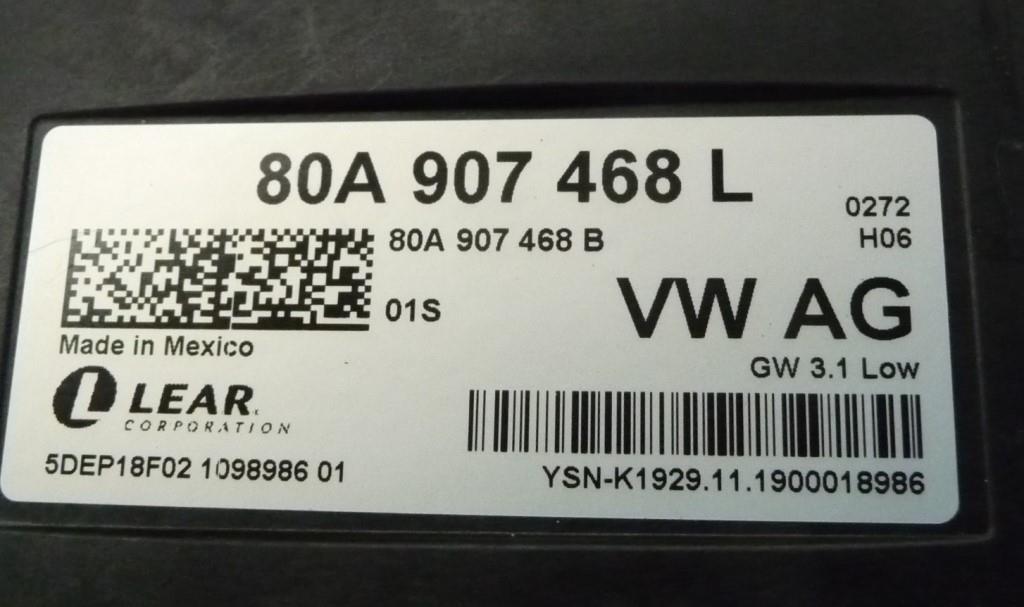 80A 907 468 L
0272
80A 907 468 B
H06
01S
VW AG
Made in Mexico
GW 3.1 Low
LEAR
CORPORATION
5DEP18F02 1098986 01
YSN-K1929.11.1900018986